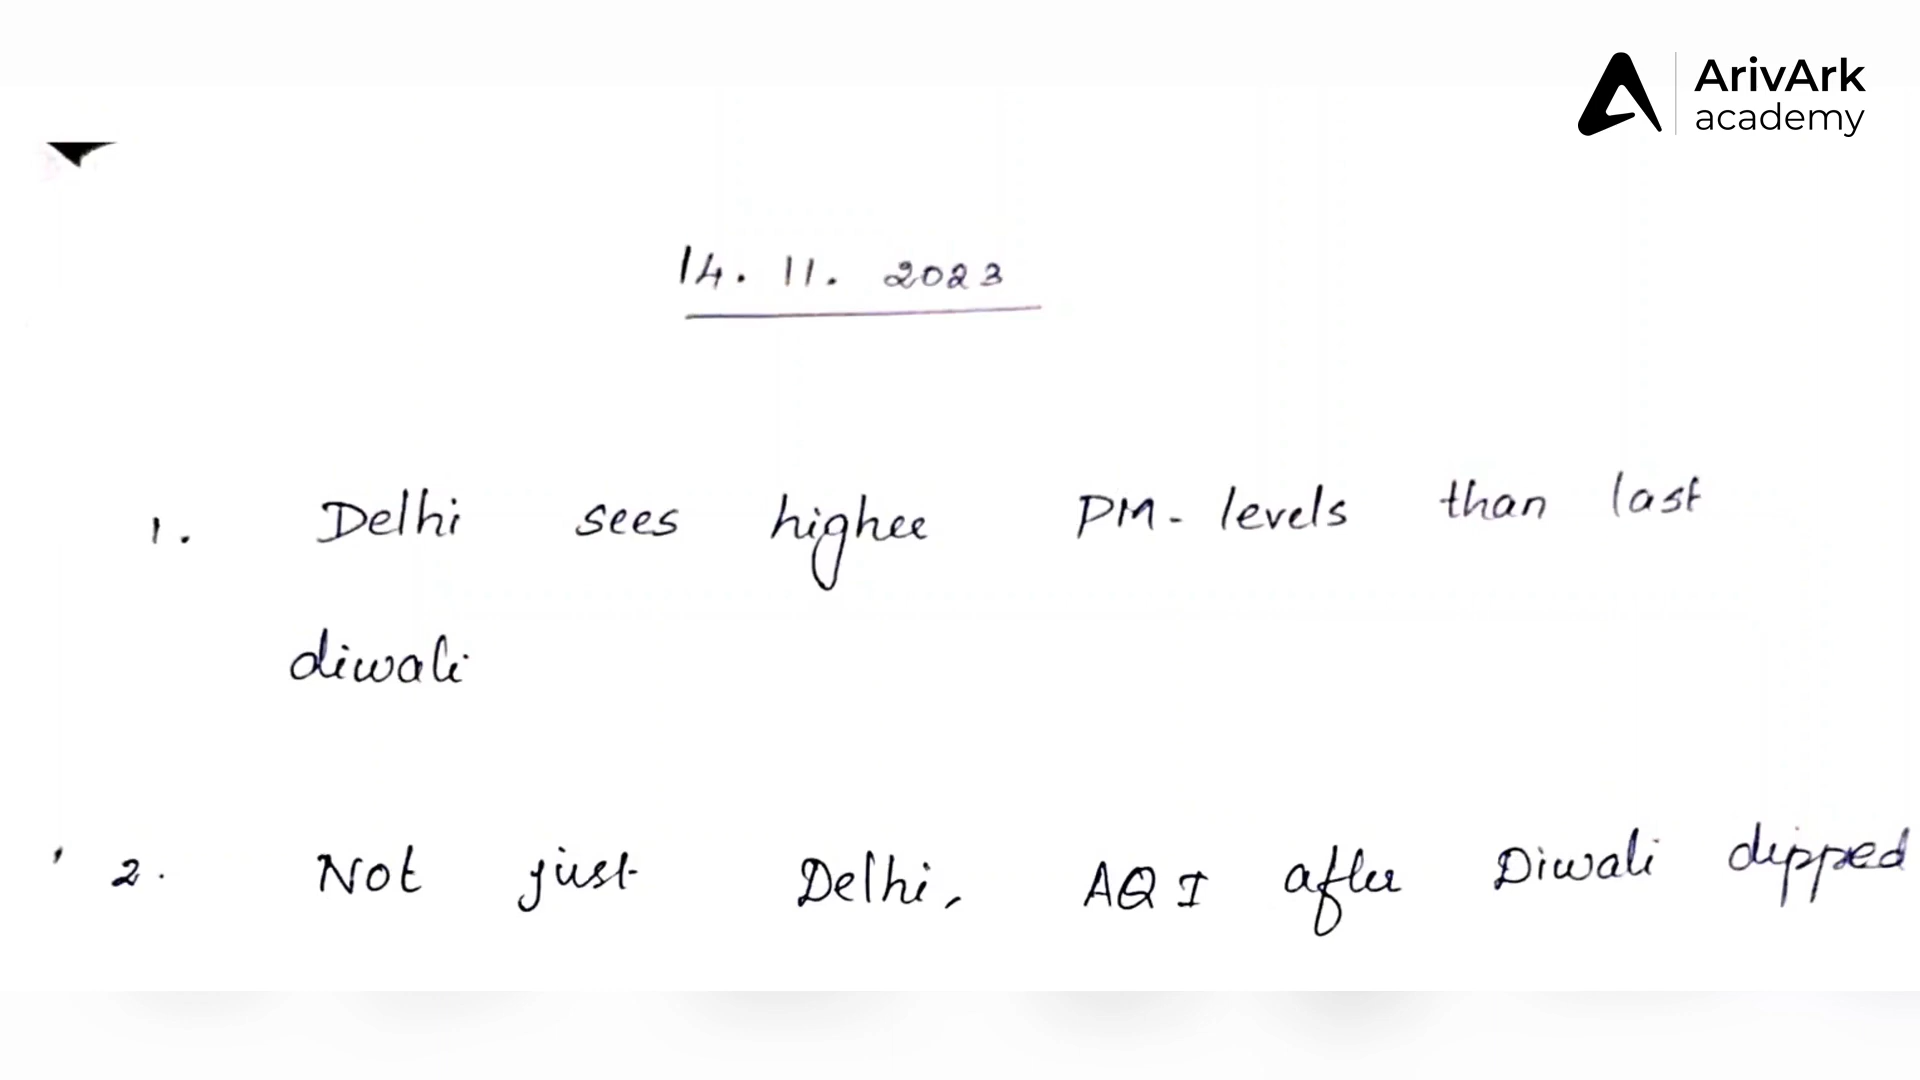 ArivArk
academy
14. 11. 2023
1. Delhi sees higher PM- levels than last
diwali
2. Not just Delhi, AQI after Diwali dipped